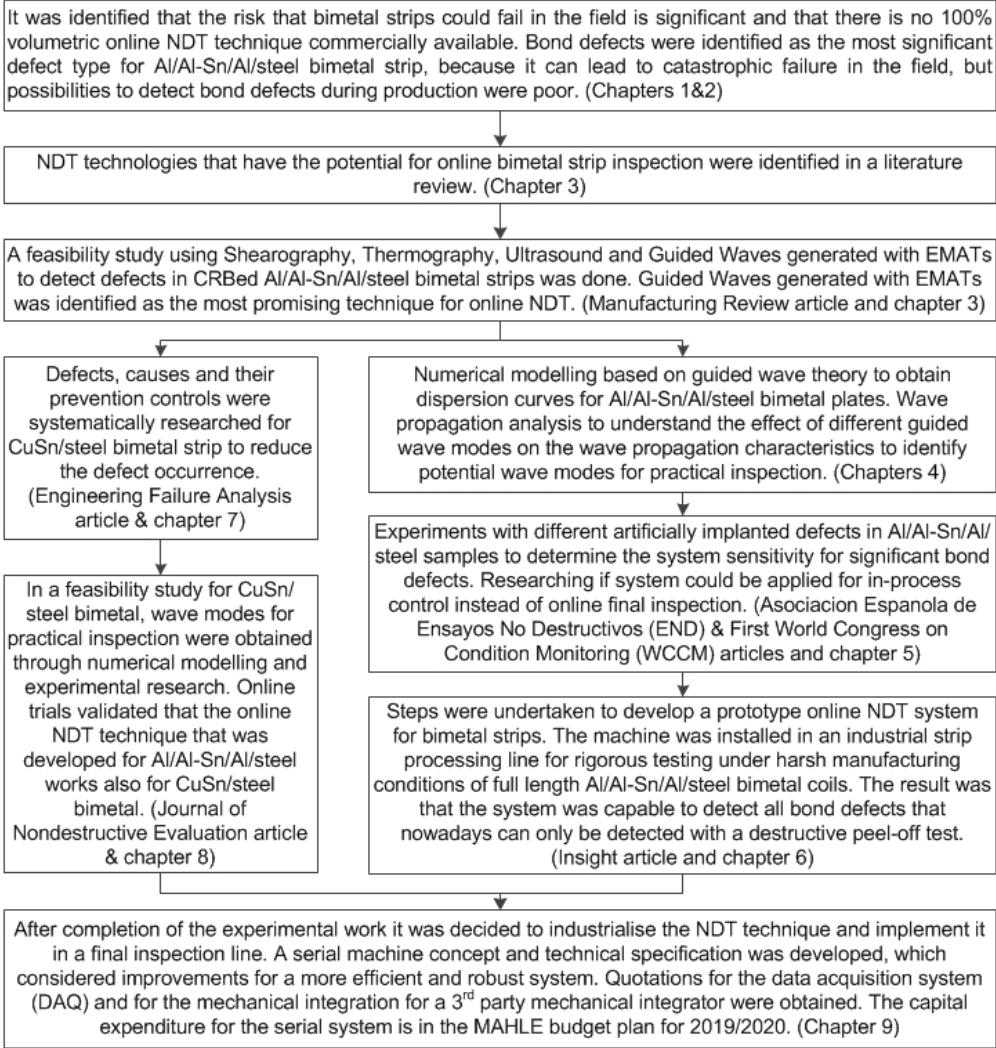 It was identified that the risk that bimetal strips could fail in the field is significant and that there is no 100%
volumetric online NDT technique commercially available. Bond defects were identified as the most significant
defect type for Al/Al-Sn/Al/steel bimetal strip, because it can lead to catastrophic failure in the field, but
possibilities to detect bond defects during production were poor. (Chapters 1&2)
NDT technologies that have the potential for online bimetal strip inspection were identified in a literature
review. (Chapter 3)
A feasibility study using Shearography, Thermography, Ultrasound and Guided Waves generated with EMATs
to detect defects in CRBed Al/Al-Sn/Al/steel bimetal strips was done. Guided Waves generated with EMATs
was identified as the most promising technique for online NDT. (Manufacturing Review article and chapter 3)
Defects, causes and their
prevention controls were
systematically researched for
CuSn/steel bimetal strip to reduce
the defect occurrence.
(Engineering Failure Analysis
article & chapter 7)
In a feasibility study for CuSn/
steel bimetal, wave modes for
practical inspection were obtained
through numerical modelling and
experimental research. Online
trials validated that the online
NDT technique that was
developed for Al/Al-Sn/Al/steel
works also for CuSn/steel
bimetal. (Journal of
Nondestructive Evaluation article
& chapter 8)
Numerical modelling based on guided wave theory to obtain
dispersion curves for Al/Al-Sn/Al/steel bimetal plates. Wave
propagation analysis to understand the effect of different guided
wave modes on the wave propagation characteristics to identify
potential wave modes for practical inspection. (Chapters 4)
Experiments with different artificially implanted defects in Al/Al-Sn/Al/
steel samples to determine the system sensitivity for significant bond
defects. Researching if system could be applied for in-process
control instead of online final inspection. (Asociacion Espanola de
Ensayos No Destructivos (END) & First World Congress on
Condition Monitoring (WCCM) articles and chapter 5)
Steps were undertaken to develop a prototype online NDT system
for bimetal strips. The machine was installed in an industrial strip
processing line for rigorous testing under harsh manufacturing
conditions of full length Al/Al-Sn/Al/steel bimetal coils. The result was
that the system was capable to detect all bond defects that
nowadays can only be detected with a destructive peel-off test.
(Insight article and chapter 6)
After completion of the experimental work it was decided to industrialise the NDT technique and implement it
in a final inspection line. A serial machine concept and technical specification was developed, which
considered improvements for a more efficient and robust system. Quotations for the data acquisition system
(DAQ) and for the mechanical integration for a 3rd party mechanical integrator were obtained. The capital
expenditure for the serial system is in the MAHLE budget plan for 2019/2020. (Chapter 9)